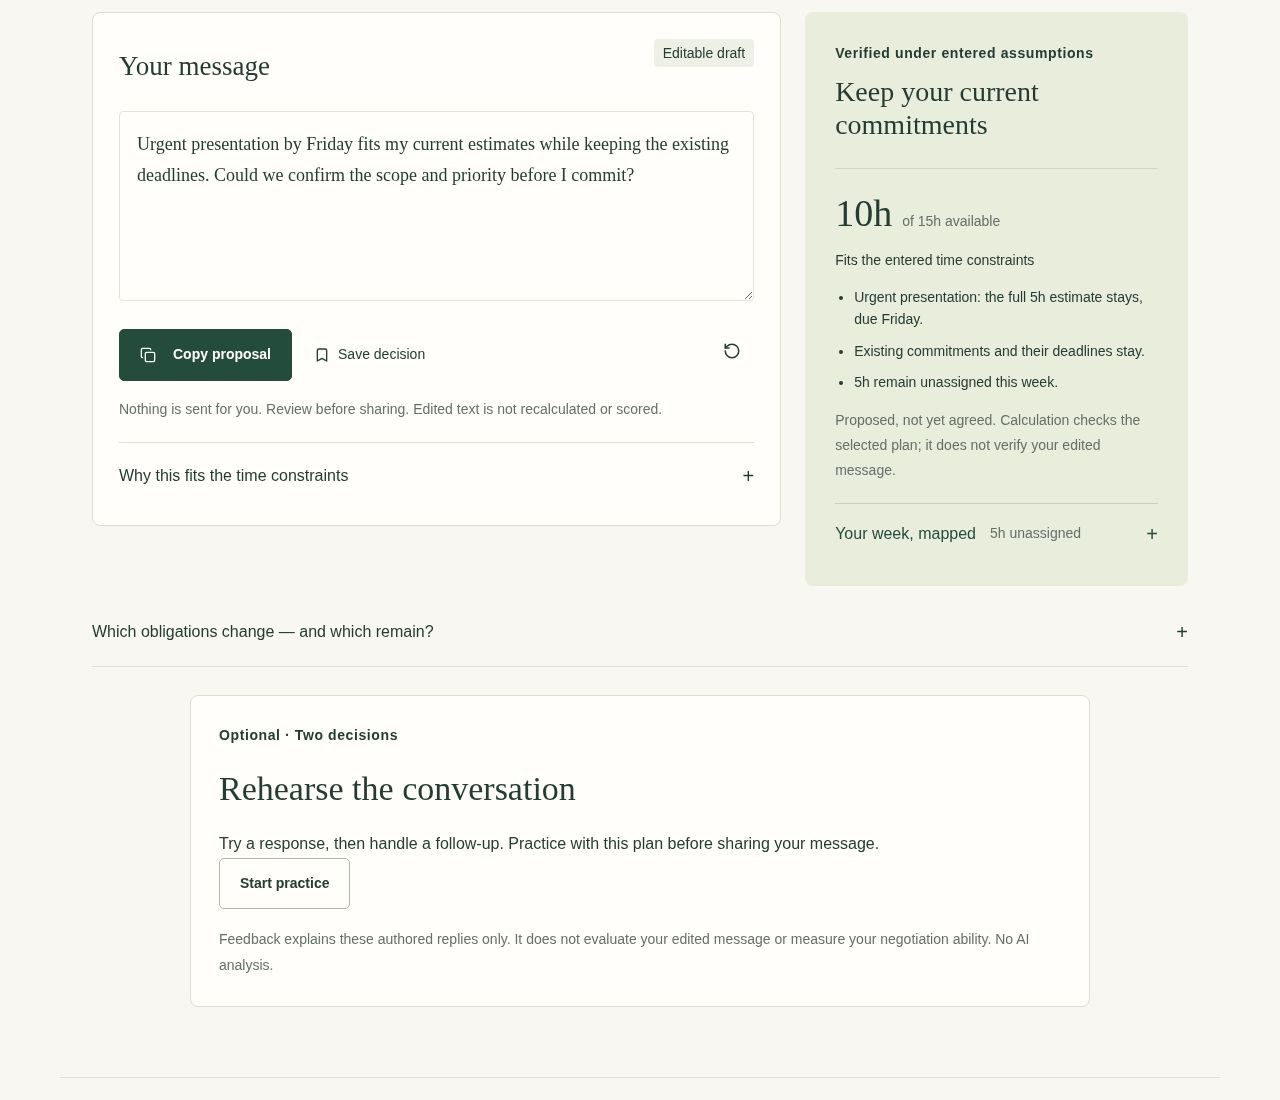 Your message
Editable draft
Urgent presentation by Friday fits my current estimates while keeping the existing
deadlines. Could we confirm the scope and priority before I commit?
Copy proposal
Save decision
Nothing is sent for you. Review before sharing. Edited text is not recalculated or scored.
Why this fits the time constraints
+
Verified under entered assumptions
Keep your current
commitments
10h of 15h available
Fits the entered time constraints
• Urgent presentation: the full 5h estimate stays,
due Friday.
• Existing commitments and their deadlines stay.
• 5h remain unassigned this week.
Proposed, not yet agreed. Calculation checks the
selected plan; it does not verify your edited
message.
Your week, mapped 5h unassigned +
Which obligations change — and which remain? +
Optional · Two decisions
Rehearse the conversation
Try a response, then handle a follow-up. Practice with this plan before sharing your message.
Start practice
Feedback explains these authored replies only. It does not evaluate your edited message or measure your negotiation ability. No AI
analysis.